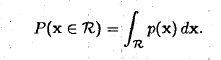 P(𝐱 ∈ ℛ) = ∫_ℛ p(𝐱) d𝐱.